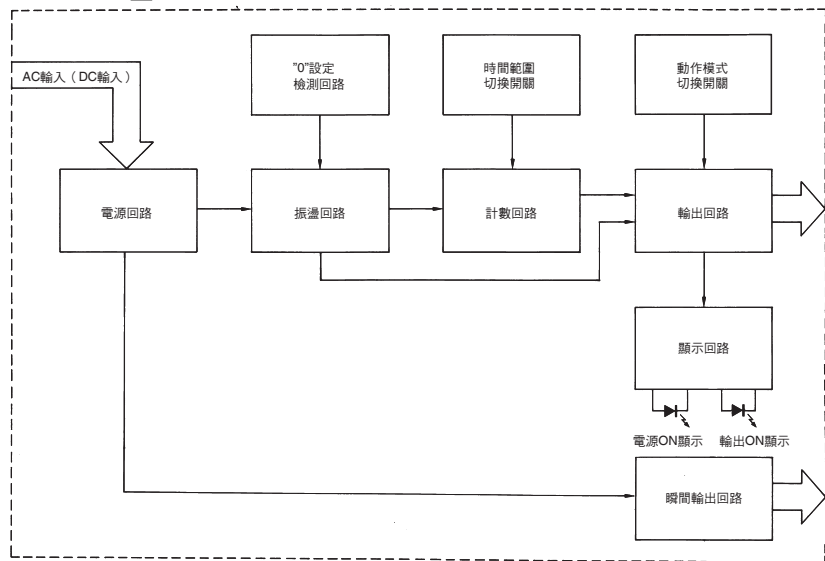 AC輸入（DC輸入）
"0"設定
檢測回路
時間範圍
切換開關
動作模式
切換開關
電源回路
振盪回路
計數回路
輸出回路
顯示回路
電源ON顯示
輸出ON顯示
瞬間輸出回路